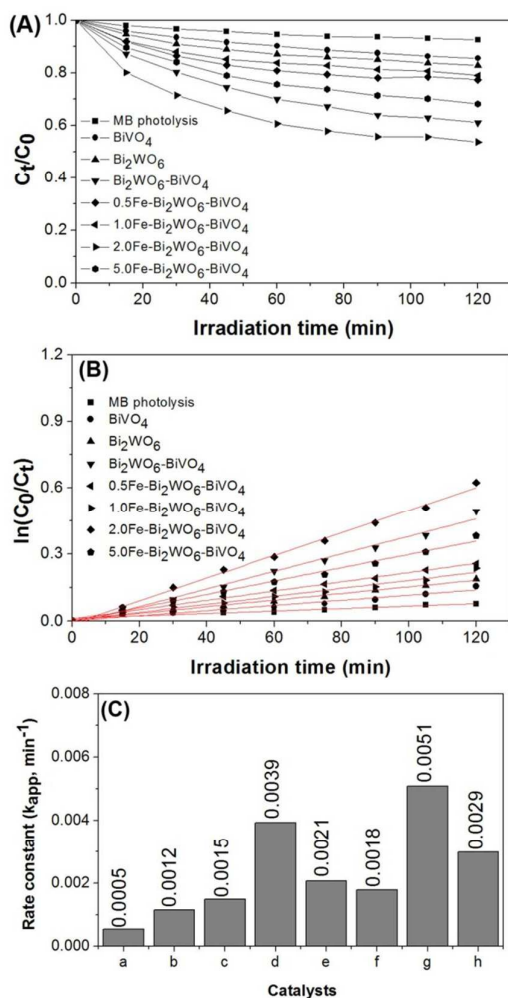 (A)
1.0
0.8
0.6
0.4
0.2
0.0
Ct/C0
MB photolysis
BiVO4
Bi2WO6
Bi2WO6-BiVO4
0.5Fe-Bi2WO6-BiVO4
1.0Fe-Bi2WO6-BiVO4
2.0Fe-Bi2WO6-BiVO4
5.0Fe-Bi2WO6-BiVO4
0 20 40 60 80 100 120
Irradiation time (min)
(B)
1.2
0.9
0.6
0.3
0.0
ln(C0/Ct)
MB photolysis
BiVO4
Bi2WO6
Bi2WO6-BiVO4
0.5Fe-Bi2WO6-BiVO4
1.0Fe-Bi2WO6-BiVO4
2.0Fe-Bi2WO6-BiVO4
5.0Fe-Bi2WO6-BiVO4
0 20 40 60 80 100 120
Irradiation time (min)
(C)
0.008
0.006
0.004
0.002
0.000
Rate constant (kapp, min-1)
0.0005
0.0012
0.0015
0.0039
0.0021
0.0018
0.0051
0.0029
a b c d e f g h
Catalysts